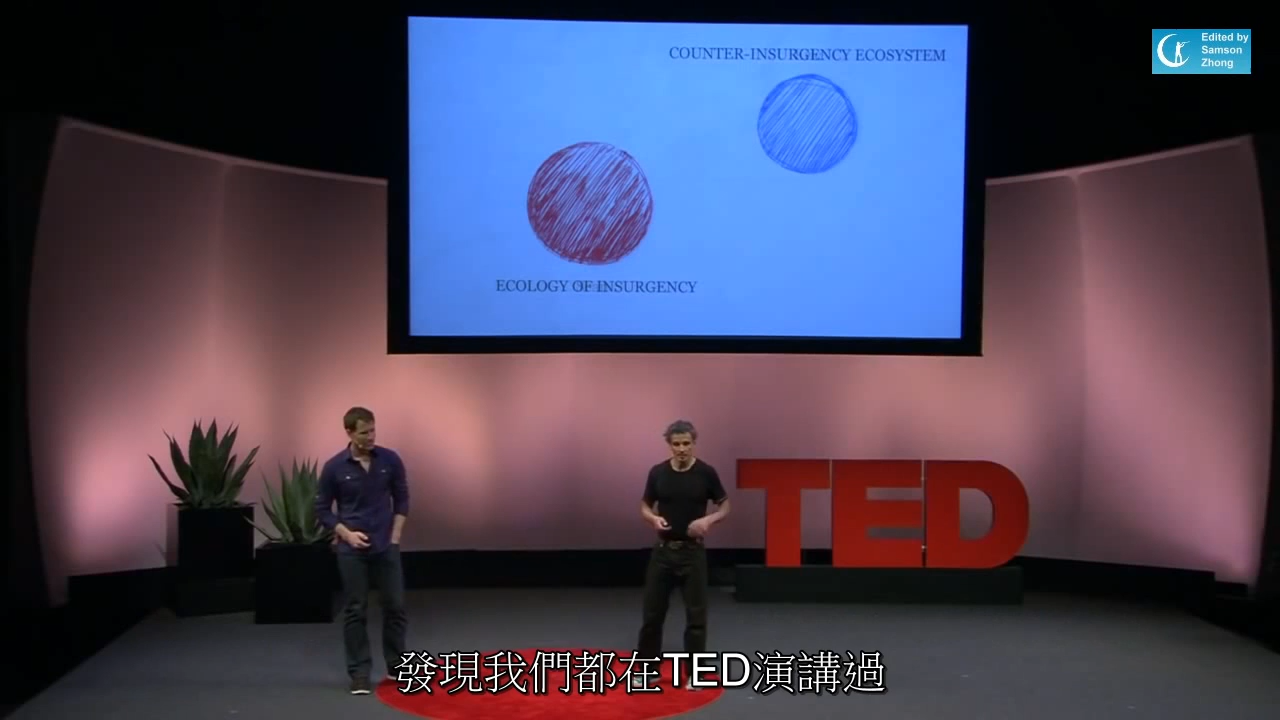 Edited by
Samson
Zhong
COUNTER-INSURGENCY ECOSYSTEM
ECOLOGY OF INSURGENCY
TED
發現我們都在TED演講過